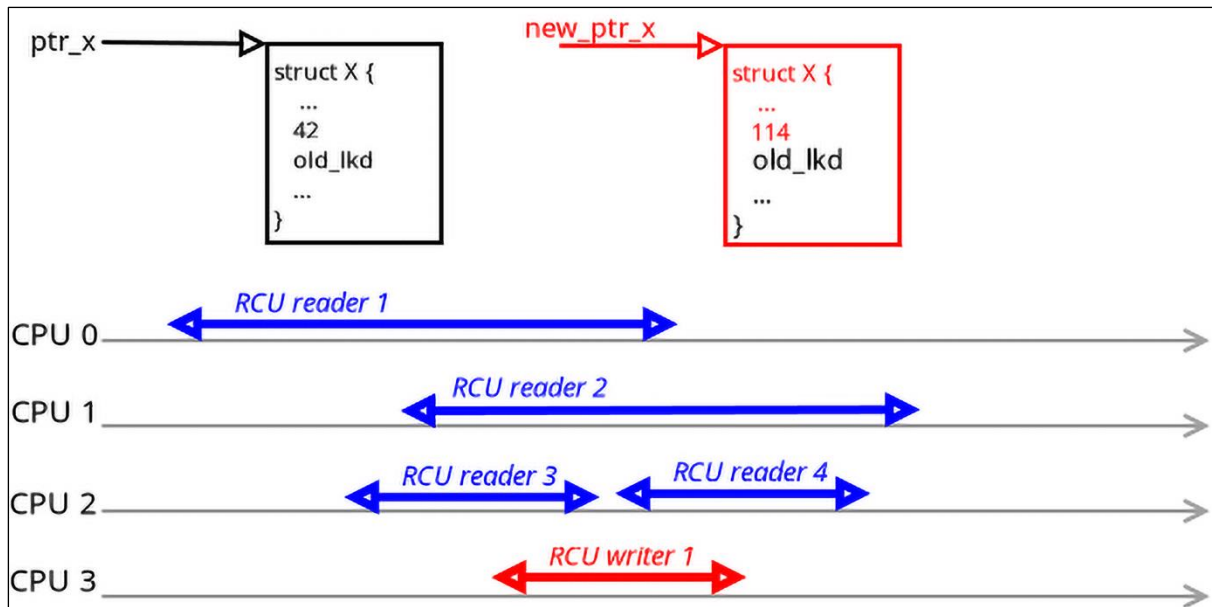 ptr_x
new_ptr_x
struct X {
...
42
old_lkd
...
}
struct X {
...
114
old_lkd
...
}
RCU reader 1
CPU 0
RCU reader 2
CPU 1
RCU reader 3
RCU reader 4
CPU 2
RCU writer 1
CPU 3